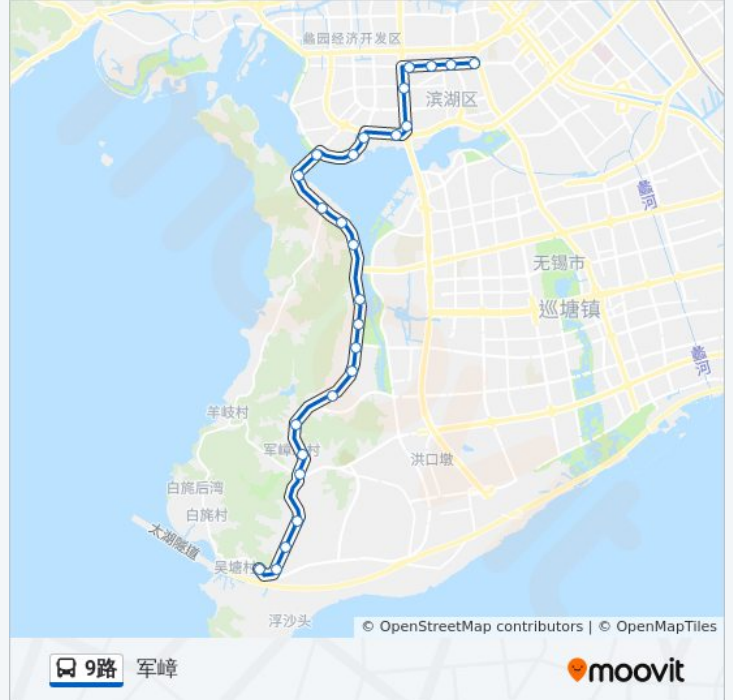 蠡园经济开发区
滨湖区
蠡河
无锡市
巡塘镇
蠡河
羊岐村
军嶂 村
洪口墩
白旄后湾
白旄村
太湖隧道
吴塘村
浮沙头
© OpenStreetMap contributors | © OpenMapTiles
9路 军嶂
moovit